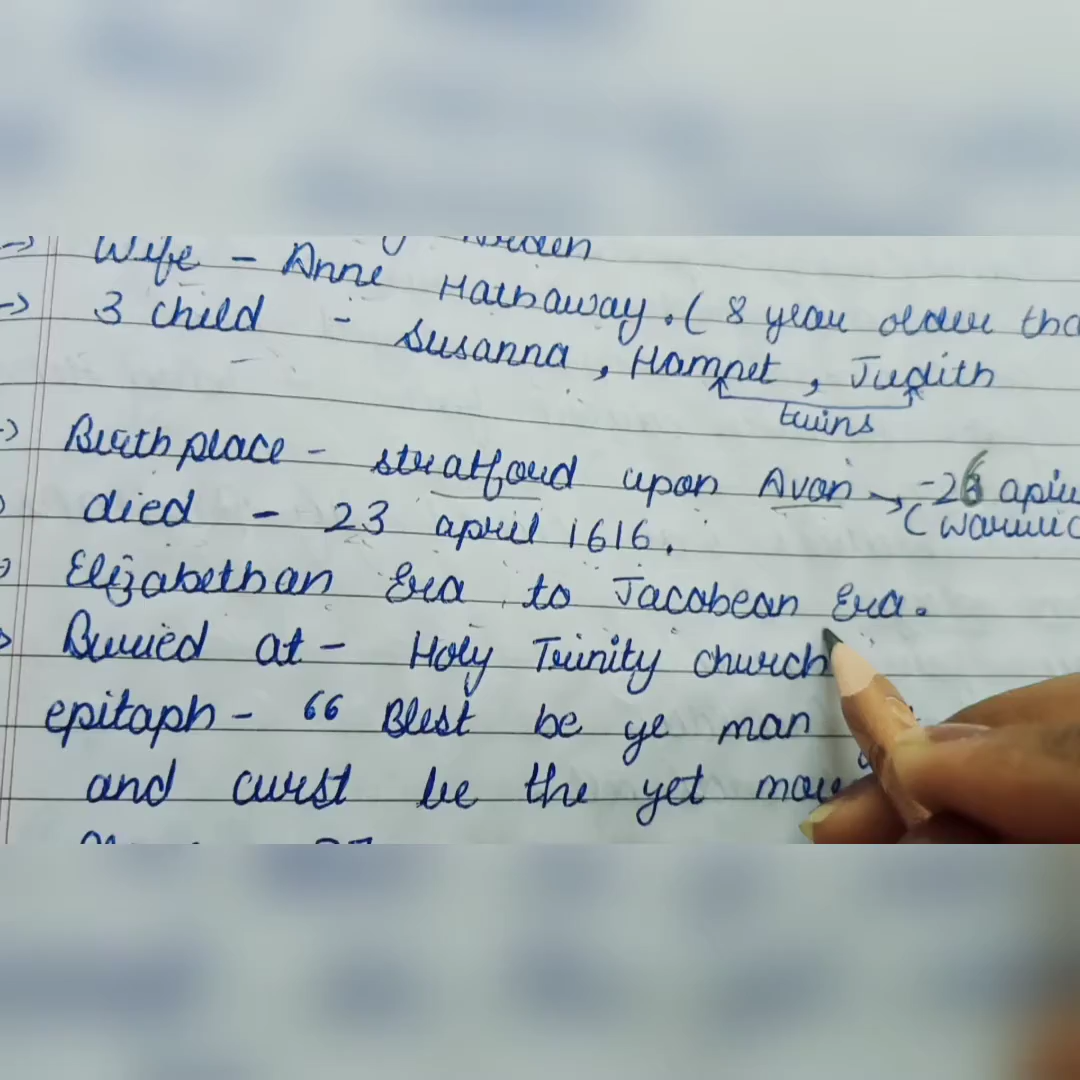 → Wife - Anne Hathaway. ( 8 year older
→ 3 child - Susanna, Hamnet, Judith
twins
→ Birth place - stratford upon Avon → -26
died - 23 april 1616.
Elizabethan Era to Jacobean Era.
Buried at - Holy Trinity church
epitaph - 66 Blest be ye man
and curst be the yet